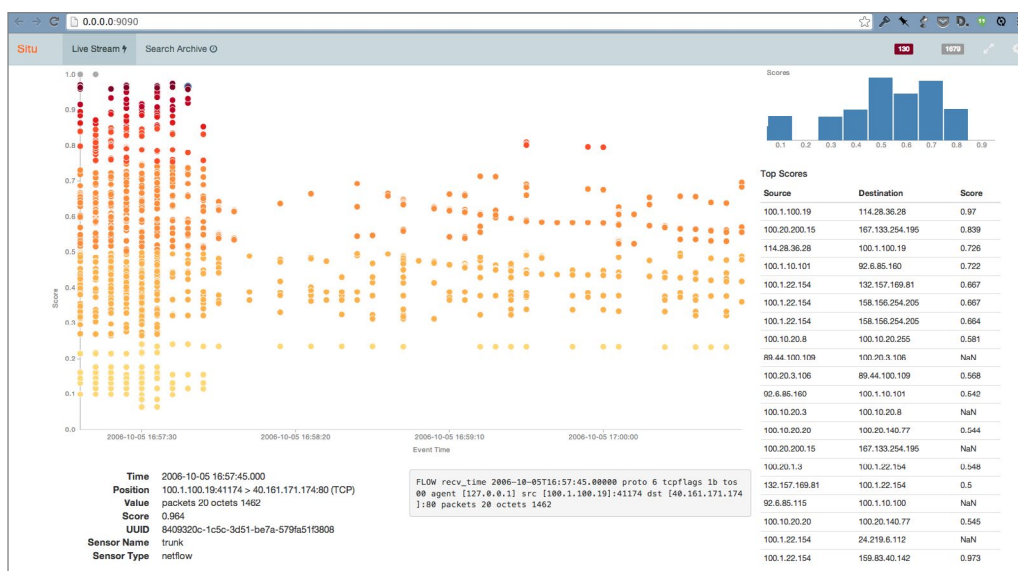 0.0.0.0:9090
Situ Live Stream Search Archive 130 1679
Scores
0.1 0.2 0.3 0.4 0.5 0.6 0.7 0.8 0.9
1.0
0.9
0.8
0.7
0.6
0.5
0.4
0.3
0.2
0.1
0.0
Score
2006-10-05 16:57:30 2006-10-05 16:58:20 2006-10-05 16:59:10 2006-10-05 17:00:00
Event Time
Top Scores
Source Destination Score
100.1.100.19 114.28.36.28 0.97
100.20.200.15 167.133.254.195 0.839
114.28.36.28 100.1.100.19 0.726
100.1.10.101 92.6.85.160 0.722
100.1.22.154 132.157.169.81 0.667
100.1.22.154 158.156.254.205 0.667
100.1.22.154 158.156.254.205 0.664
100.10.20.8 100.10.20.255 0.581
89.44.100.109 100.20.3.106 NaN
100.20.3.106 89.44.100.109 0.568
92.6.85.160 100.1.10.101 0.542
100.10.20.3 100.10.20.8 NaN
100.10.20.20 100.20.140.77 0.544
100.20.200.15 167.133.254.195 NaN
100.20.1.3 100.1.22.154 0.548
132.157.169.81 100.1.22.154 0.5
92.6.85.115 100.1.10.100 NaN
100.10.20.20 100.20.140.77 0.545
100.1.22.154 24.219.6.112 NaN
100.1.22.154 159.83.40.142 0.973
Time 2006-10-05 16:57:45.000
Position 100.1.100.19:41174 > 40.161.171.174:80 (TCP)
Value packets 20 octets 1462
Score 0.964
UUID 8409320c-1c5c-3d51-be7a-579fa51f3808
Sensor Name trunk
Sensor Type netflow
FLOW recv_time 2006-10-05T16:57:45.00000 proto 6 tcpflags 1b tos
00 agent [127.0.0.1] src [100.1.100.19]:41174 dst [40.161.171.174
]:80 packets 20 octets 1462